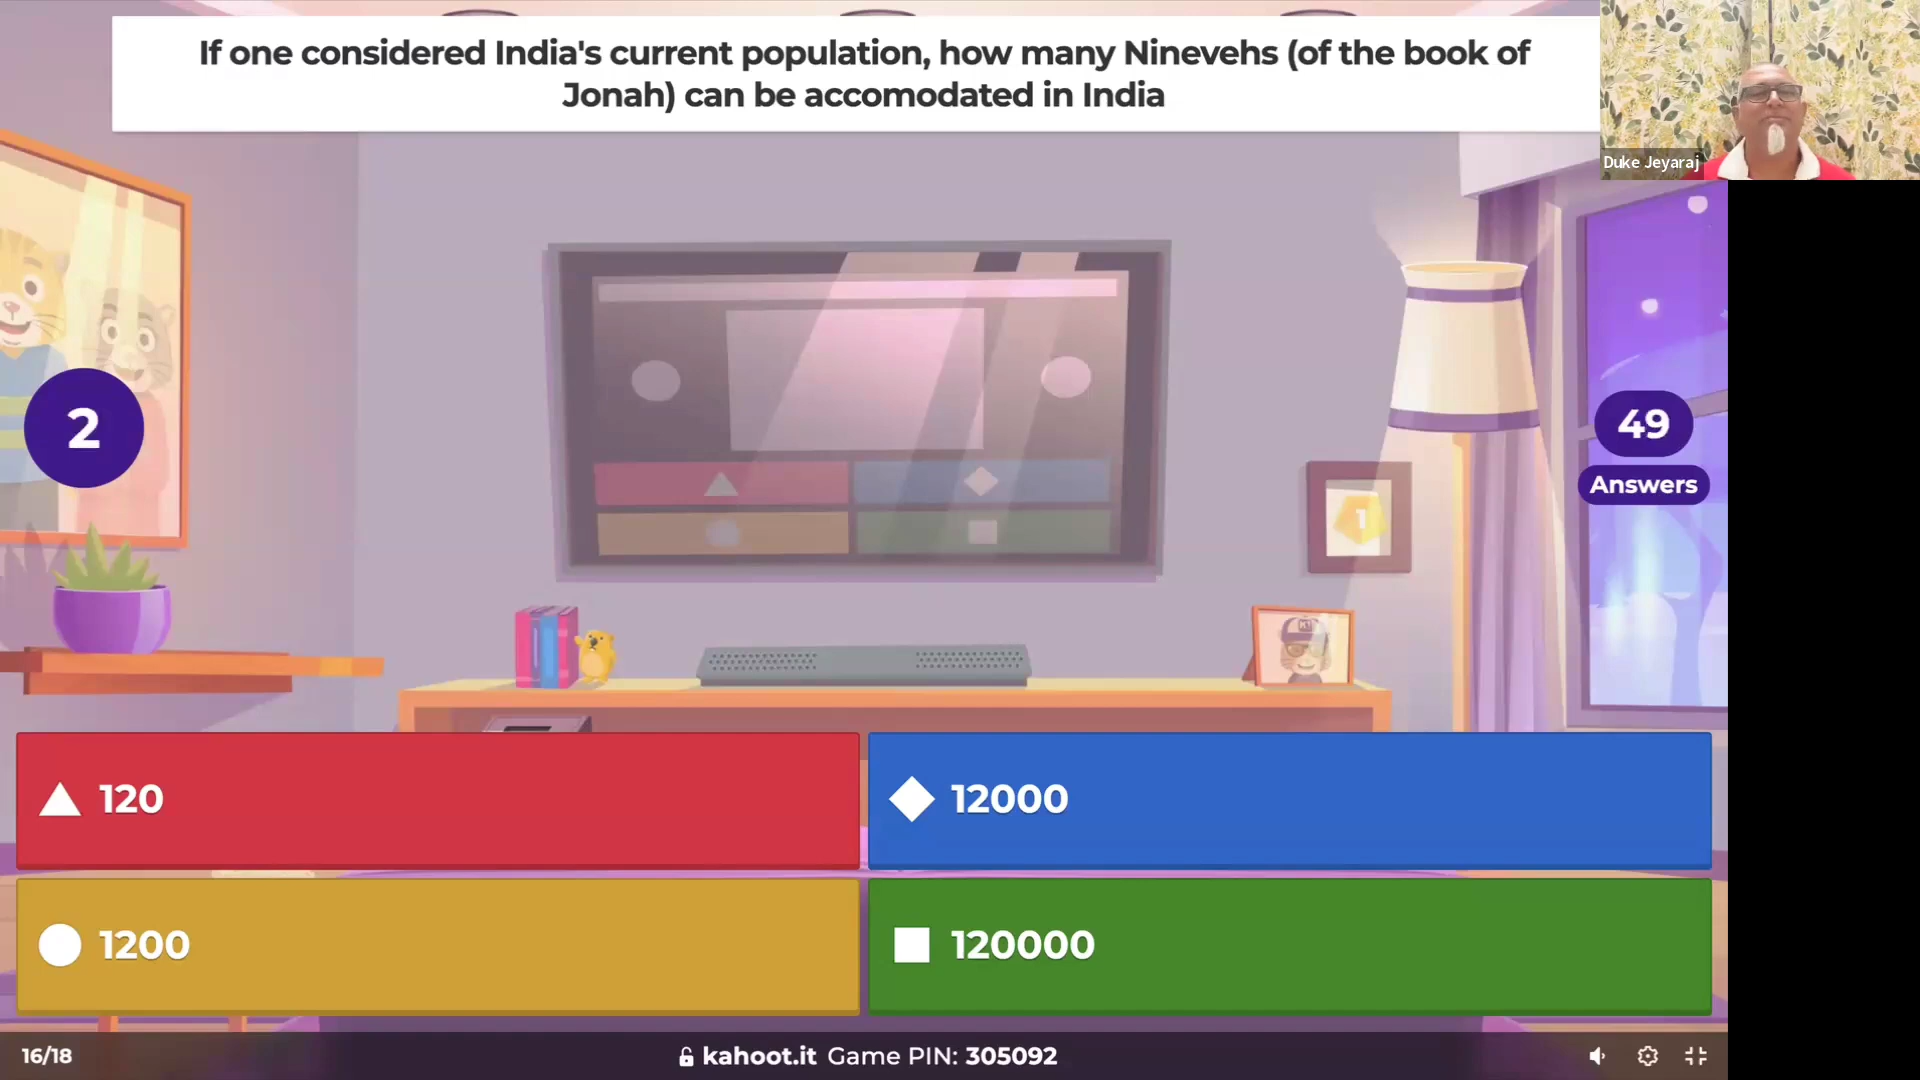 If one considered India's current population, how many Ninevehs (of the book of
Jonah) can be accomodated in India
Duke Jeyaraj
2
49
Answers
1
120
12000
1200
120000
16/18
kahoot.it Game PIN: 305092